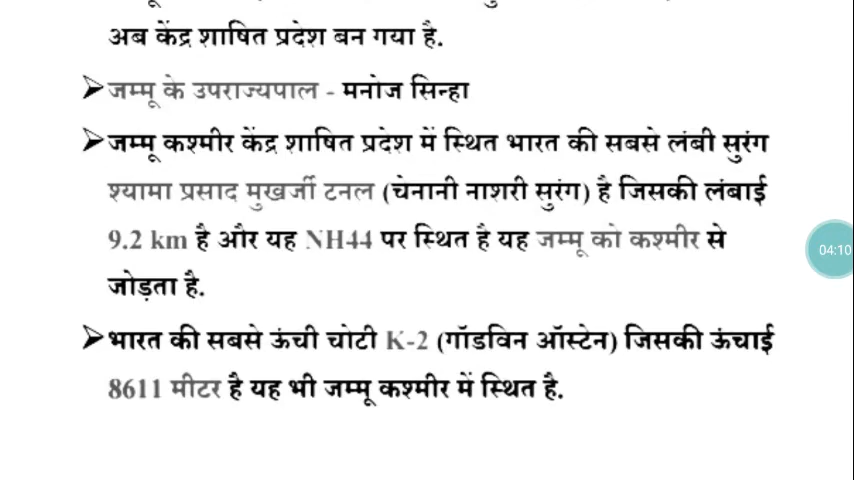 अब केंद्र शाषित प्रदेश बन गया है.
➢जम्मू के उपराज्यपाल - मनोज सिन्हा
➢जम्मू कश्मीर केंद्र शाषित प्रदेश में स्थित भारत की सबसे लंबी सुरंग
श्यामा प्रसाद मुखर्जी टनल (चेनानी नाशरी सुरंग) है जिसकी लंबाई
9.2 km है और यह NH44 पर स्थित है यह जम्मू को कश्मीर से
जोड़ता है.
➢भारत की सबसे ऊंची चोटी K-2 (गॉडविन ऑस्टेन) जिसकी ऊंचाई
8611 मीटर है यह भी जम्मू कश्मीर में स्थित है.
04:10